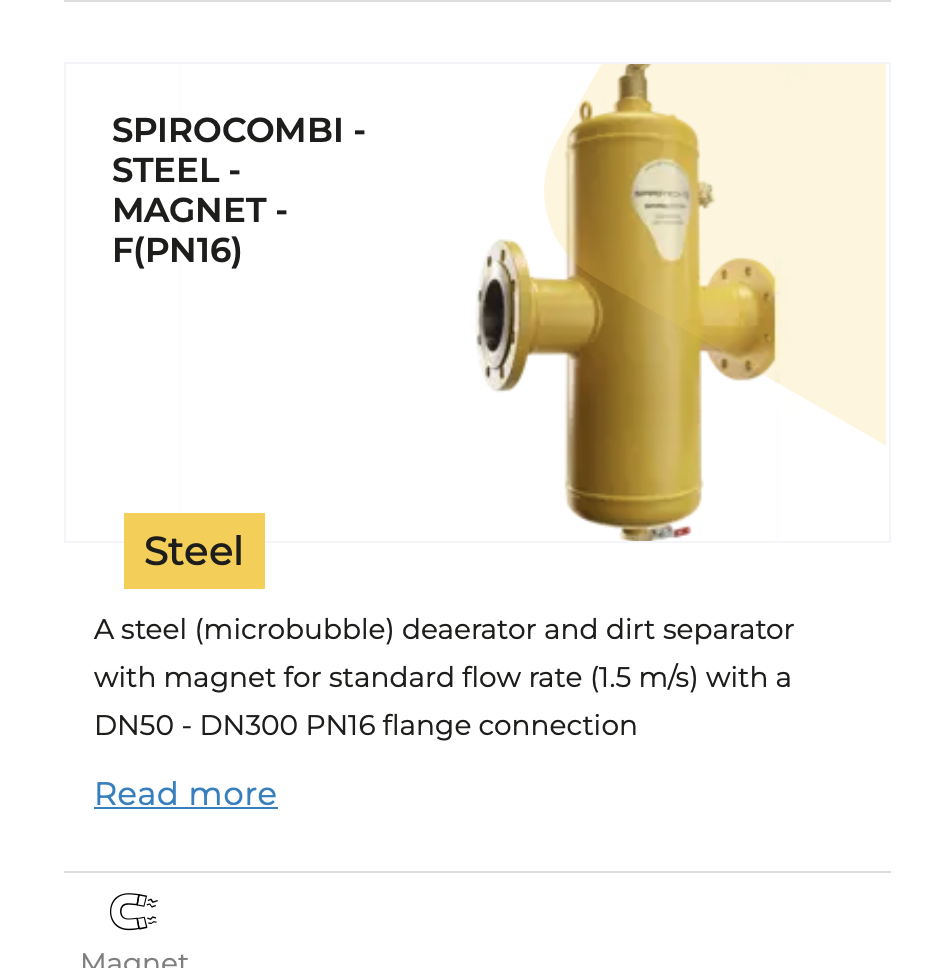 SPIROCOMBI -
STEEL -
MAGNET -
F(PN16)
Steel
A steel (microbubble) deaerator and dirt separator
with magnet for standard flow rate (1.5 m/s) with a
DN50 - DN300 PN16 flange connection
Read more
Magnet